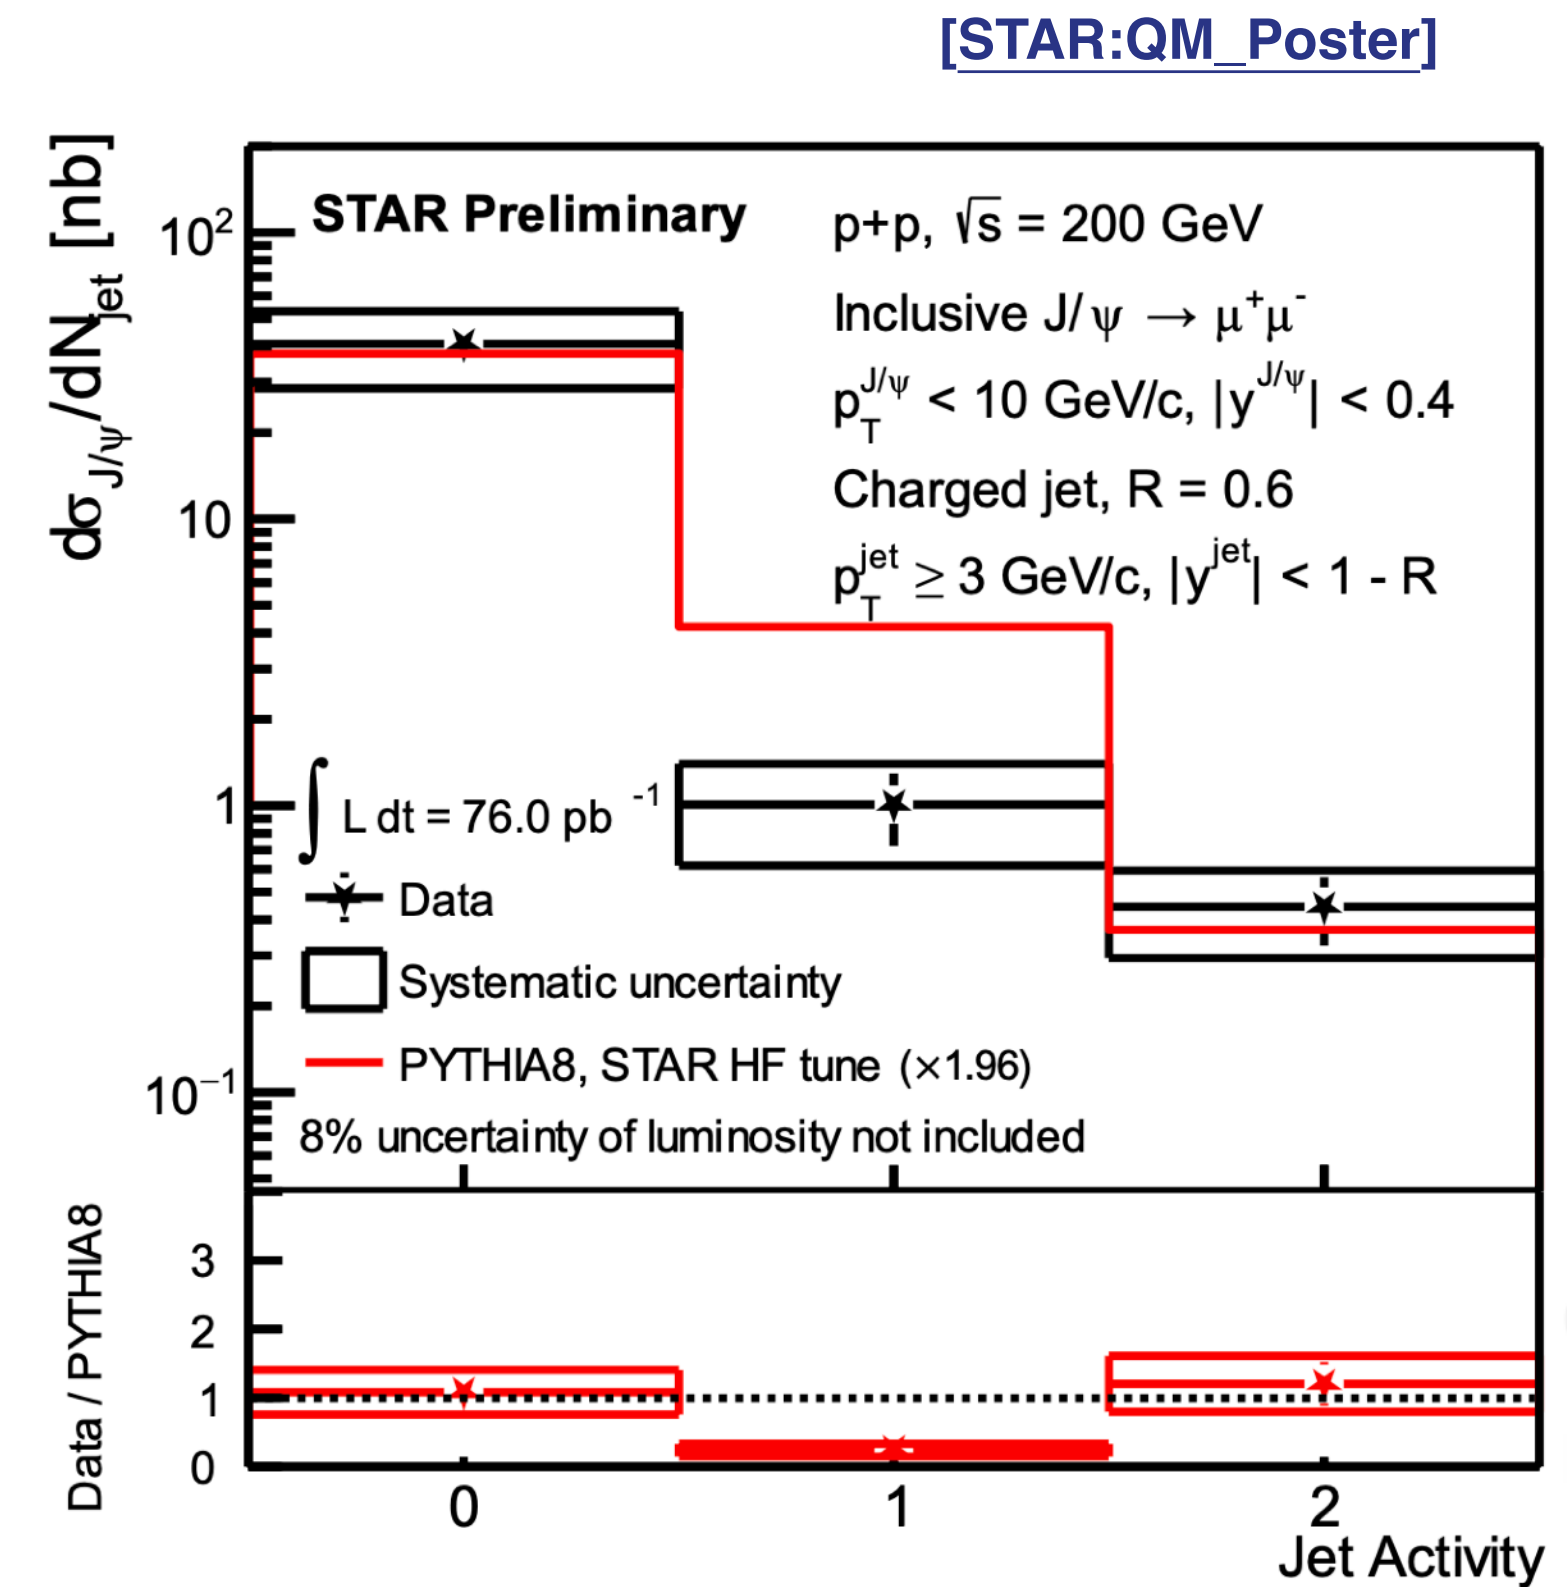 [STAR:QM_Poster]
dσ_{J/ψ}/dN_{jet} [nb]
10²
10
1
10⁻¹
STAR Preliminary
p+p, √s = 200 GeV
Inclusive J/ψ → μ⁺μ⁻
p_T^{J/ψ} < 10 GeV/c, |y^{J/ψ}| < 0.4
Charged jet, R = 0.6
p_T^{jet} ≥ 3 GeV/c, |y^{jet}| < 1 - R
∫ L dt = 76.0 pb⁻¹
Data
Systematic uncertainty
PYTHIA8, STAR HF tune (×1.96)
8% uncertainty of luminosity not included
Data / PYTHIA8
3
2
1
0
0 1 2
Jet Activity